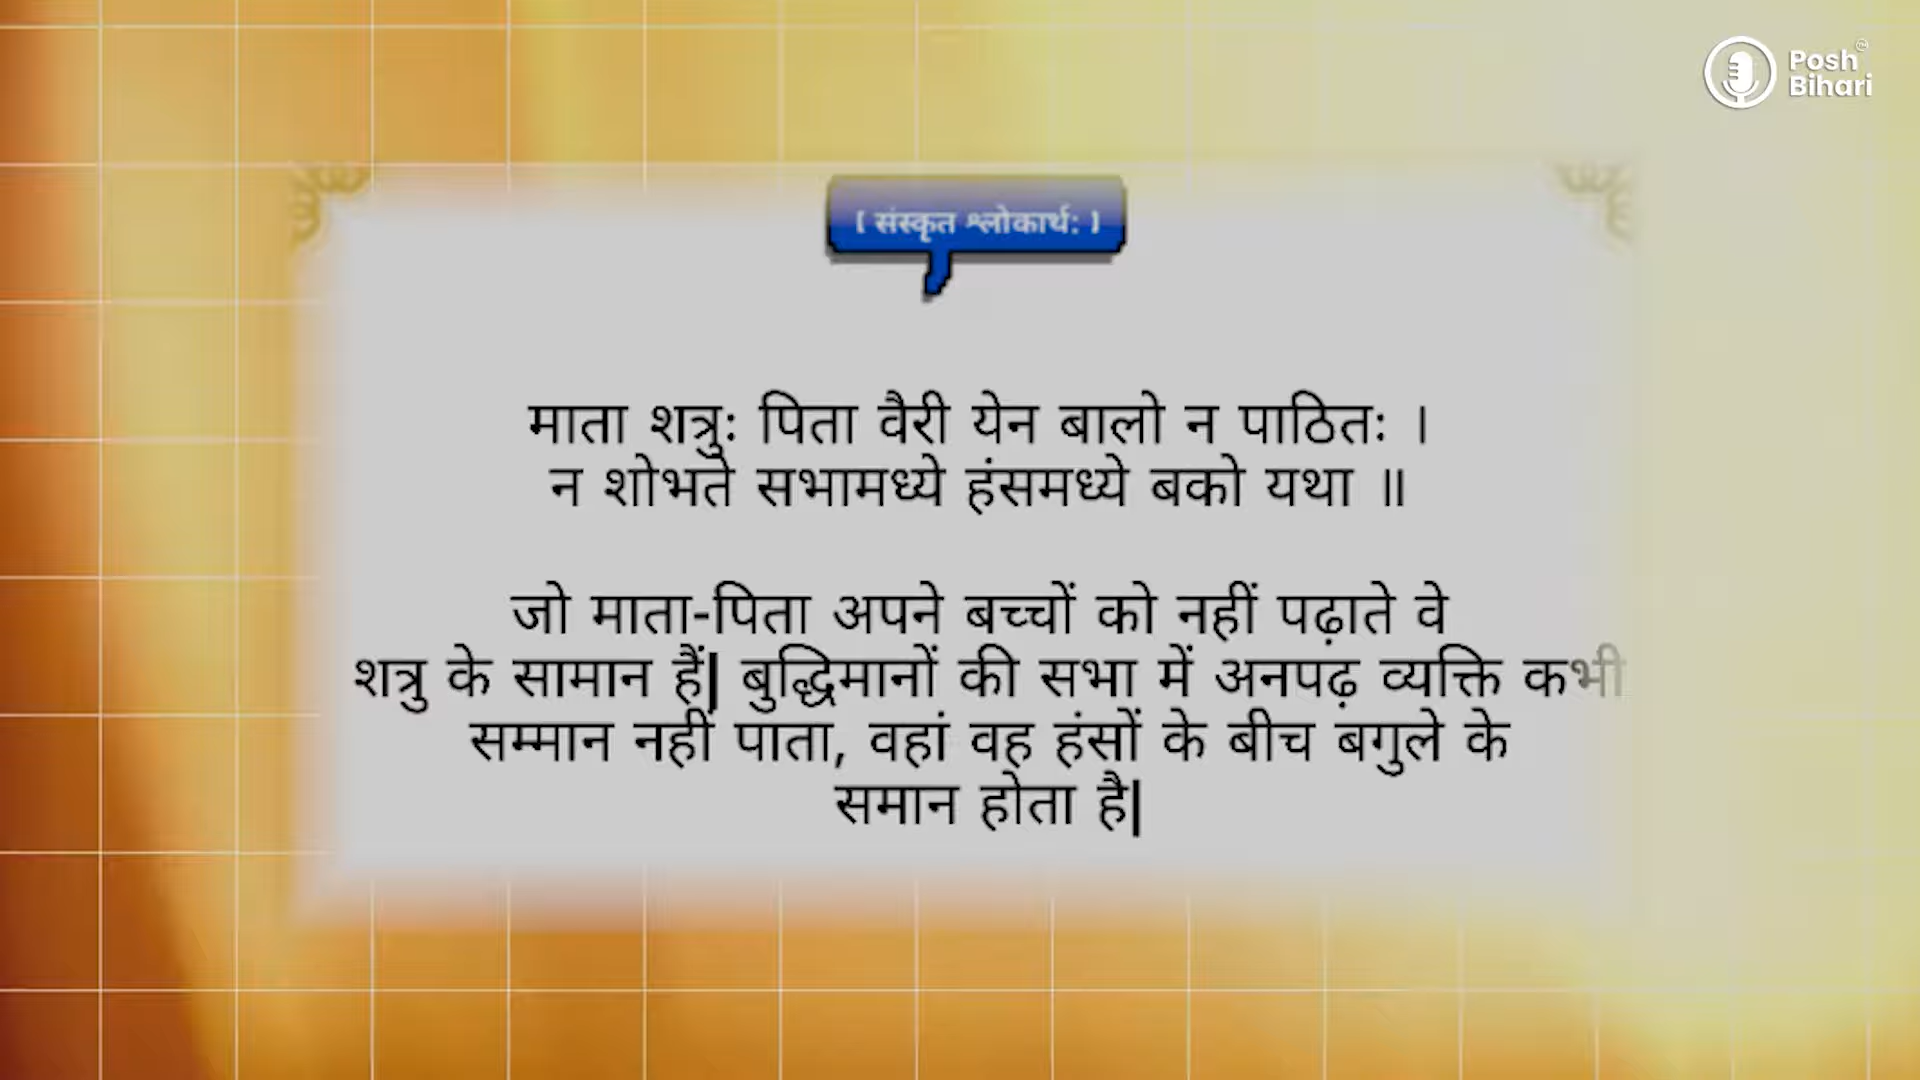 Posh
Bihari
[ संस्कृत श्लोकार्थ: ]
माता शत्रुः पिता वैरी येन बालो न पाठितः ।
न शोभते सभामध्ये हंसमध्ये बको यथा ॥
जो माता-पिता अपने बच्चों को नहीं पढ़ाते वे
शत्रु के सामान हैं| बुद्धिमानों की सभा में अनपढ़ व्यक्ति कभी
सम्मान नहीं पाता, वहां वह हंसों के बीच बगुले के
समान होता है|